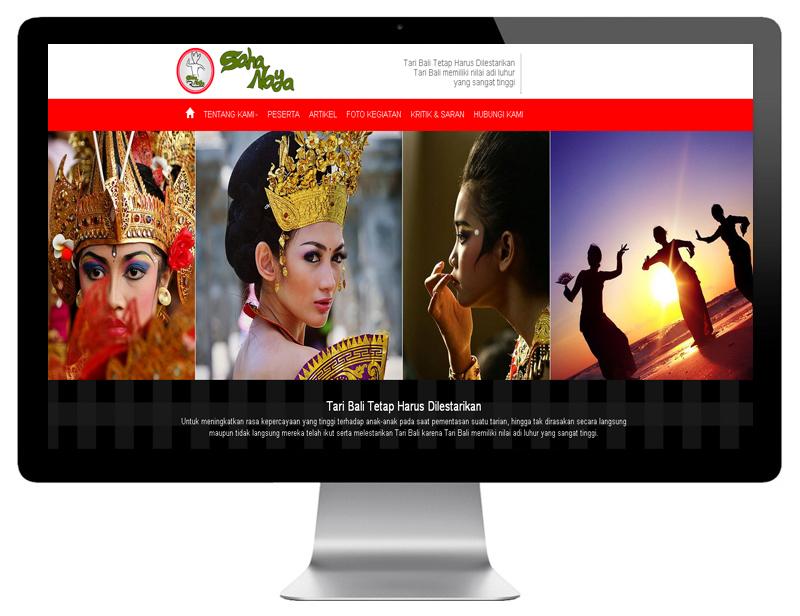 Saha
Naya
Tari Bali Tetap Harus Dilestarikan
Tari Bali memiliki nilai adi luhur
yang sangat tinggi
TENTANG KAMI
PESERTA
ARTIKEL
FOTO KEGIATAN
KRITIK & SARAN
HUBUNGI KAMI
Tari Bali Tetap Harus Dilestarikan
Untuk meningkatkan rasa kepercayaan yang tinggi terhadap anak-anak pada saat pementasan suatu tarian, hingga tak dirasakan secara langsung
maupun tidak langsung mereka telah ikut serta melestarikan Tari Bali karena Tari Bali memiliki nilai adi luhur yang sangat tinggi.